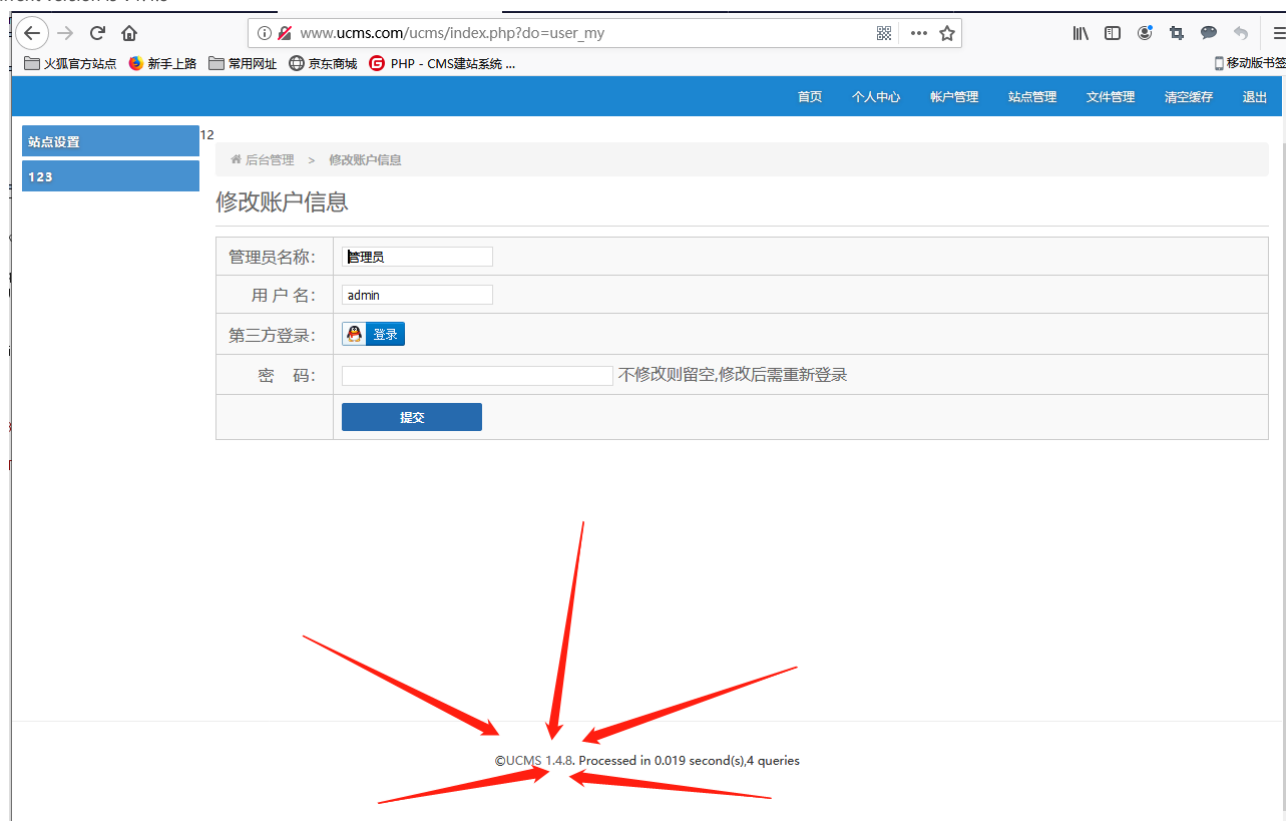 www.ucms.com/ucms/index.php?do=user_my
火狐官方站点 新手上路 常用网址 京东商城 PHP - CMS建站系统 ... 移动版书签
首页 个人中心 帐户管理 站点管理 文件管理 清空缓存 退出
站点设置
12
后台管理 > 修改账户信息
123
修改账户信息
管理员名称: 管理员
用 户 名: admin
第三方登录: 登录
密 码: 不修改则留空,修改后需重新登录
提交
©UCMS 1.4.8. Processed in 0.019 second(s),4 queries